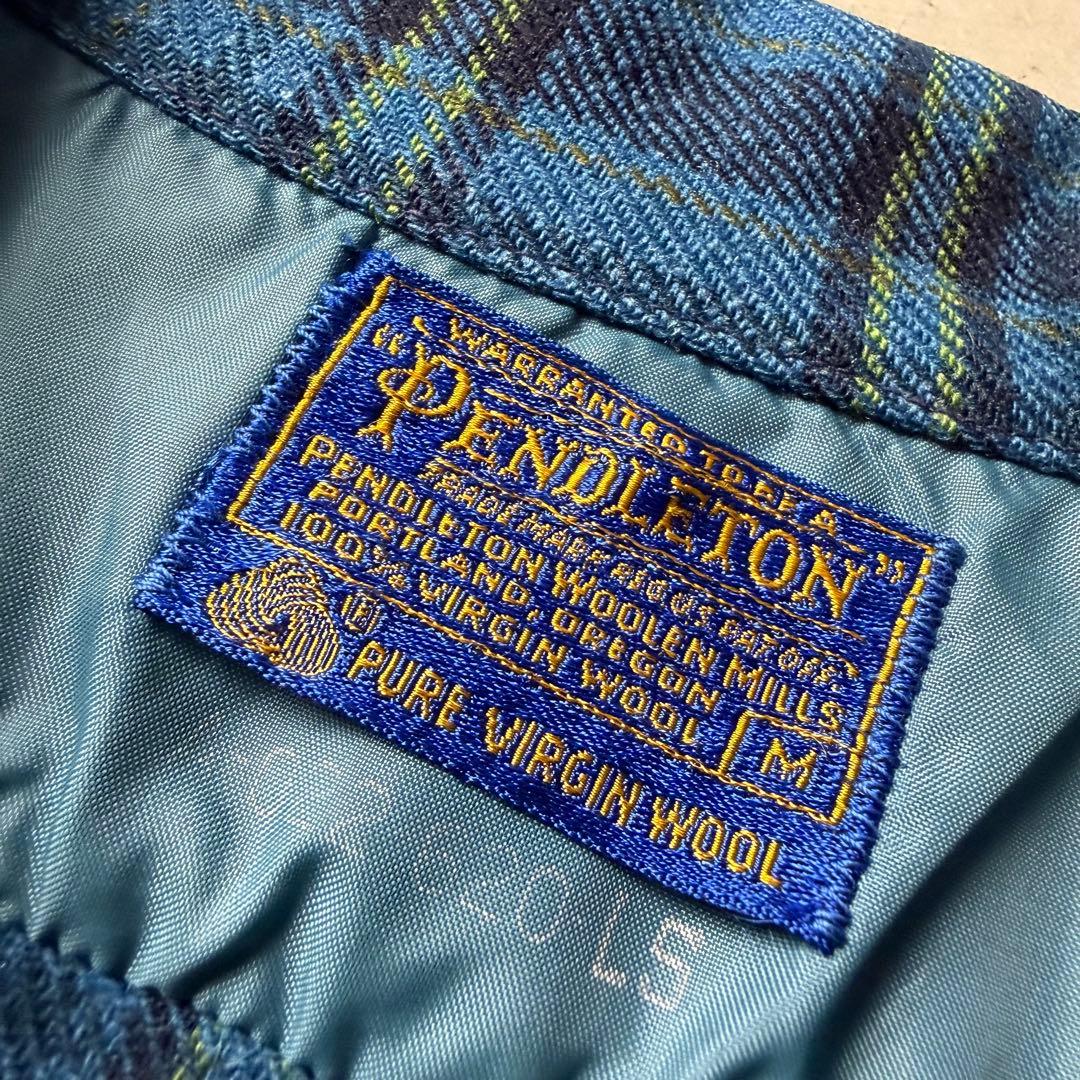 WARRANTED TO BE A
"PENDLETON"
TRADE MARK REG. U.S. PAT. OFF.
PENDLETON WOOLEN MILLS
PORTLAND, OREGON
100% VIRGIN WOOL
M
®
PURE VIRGIN WOOL